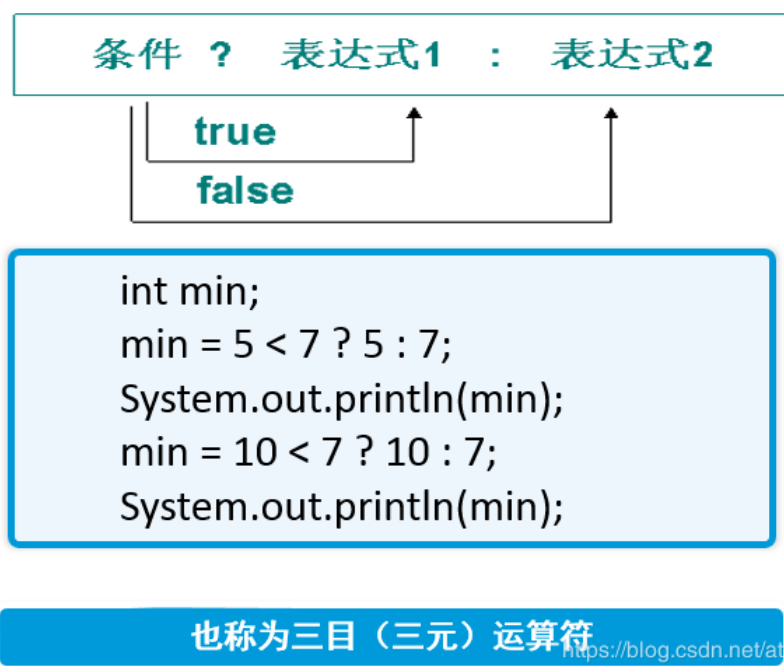 条件 ? 表达式1 : 表达式2
true
false
int min;
min = 5 < 7 ? 5 : 7;
System.out.println(min);
min = 10 < 7 ? 10 : 7;
System.out.println(min);
也称为三目（三元）运算符
https://blog.csdn.net/at